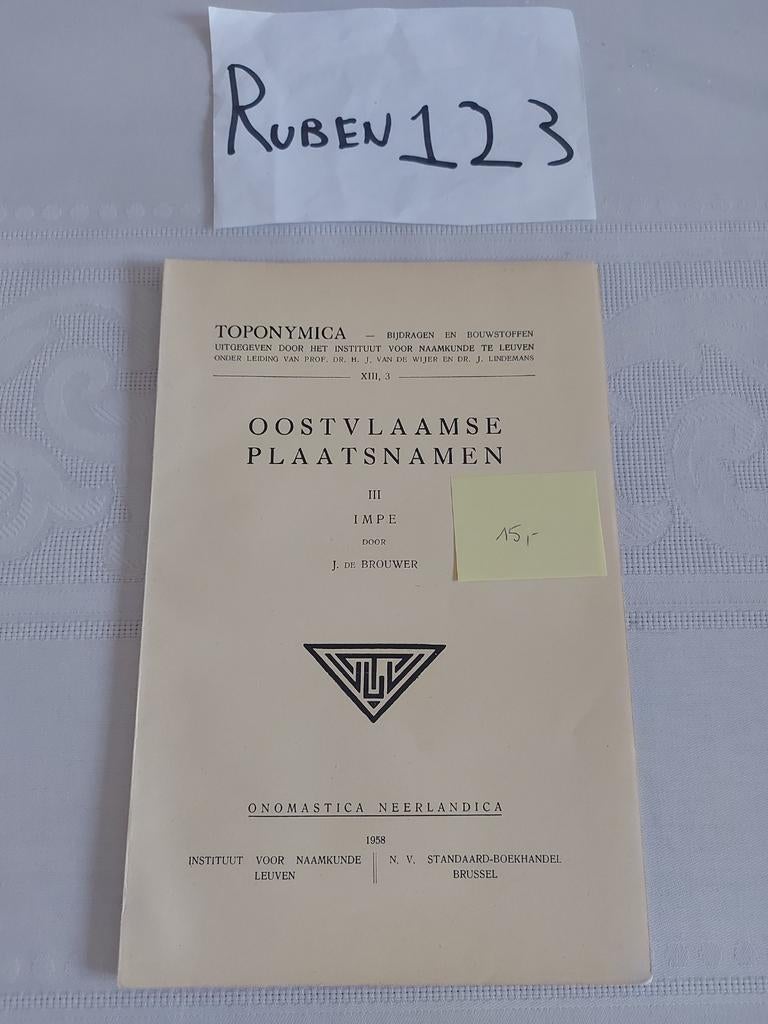 RUBEN 123
TOPONYMICA — BIJDRAGEN EN BOUWSTOFFEN
UITGEGEVEN DOOR HET INSTITUUT VOOR NAAMKUNDE TE LEUVEN
ONDER LEIDING VAN PROF. DR. H. J. VAN DE WIJER EN DR. J. LINDEMANS
XIII, 3
OOSTVLAAMSE
PLAATSNAMEN
III
IMPE
DOOR
J. DE BROUWER
15,-
ONOMASTICA NEERLANDICA
1958
INSTITUUT VOOR NAAMKUNDE
LEUVEN
N. V. STANDAARD-BOEKHANDEL
BRUSSEL